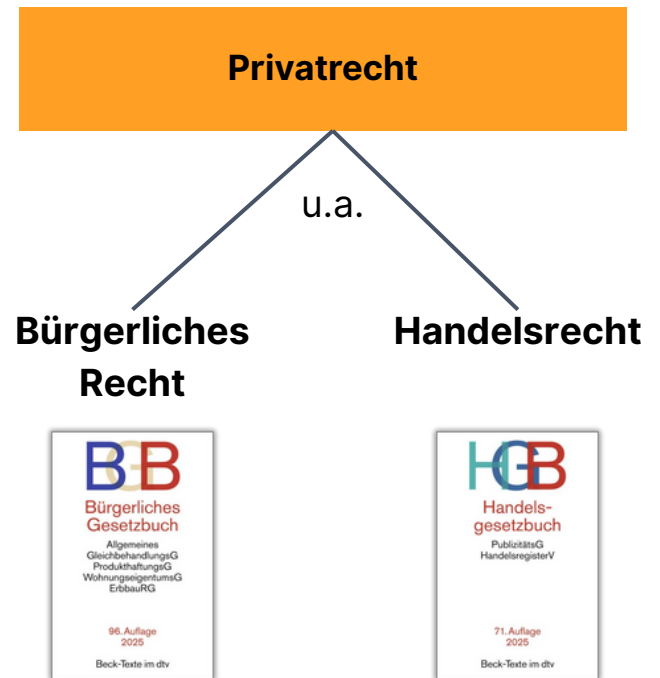 Privatrecht
u.a.
Bürgerliches
Recht
Handelsrecht
BGB
Bürgerliches
Gesetzbuch
Allgemeines
GleichbehandlungsG
ProdukthaftungsG
WohnungseigentumsG
ErbbauRG
96. Auflage
2025
Beck-Texte im dtv
HGB
Handels-
gesetzbuch
PublizitätsG
HandelsregisterV
71. Auflage
2025
Beck-Texte im dtv